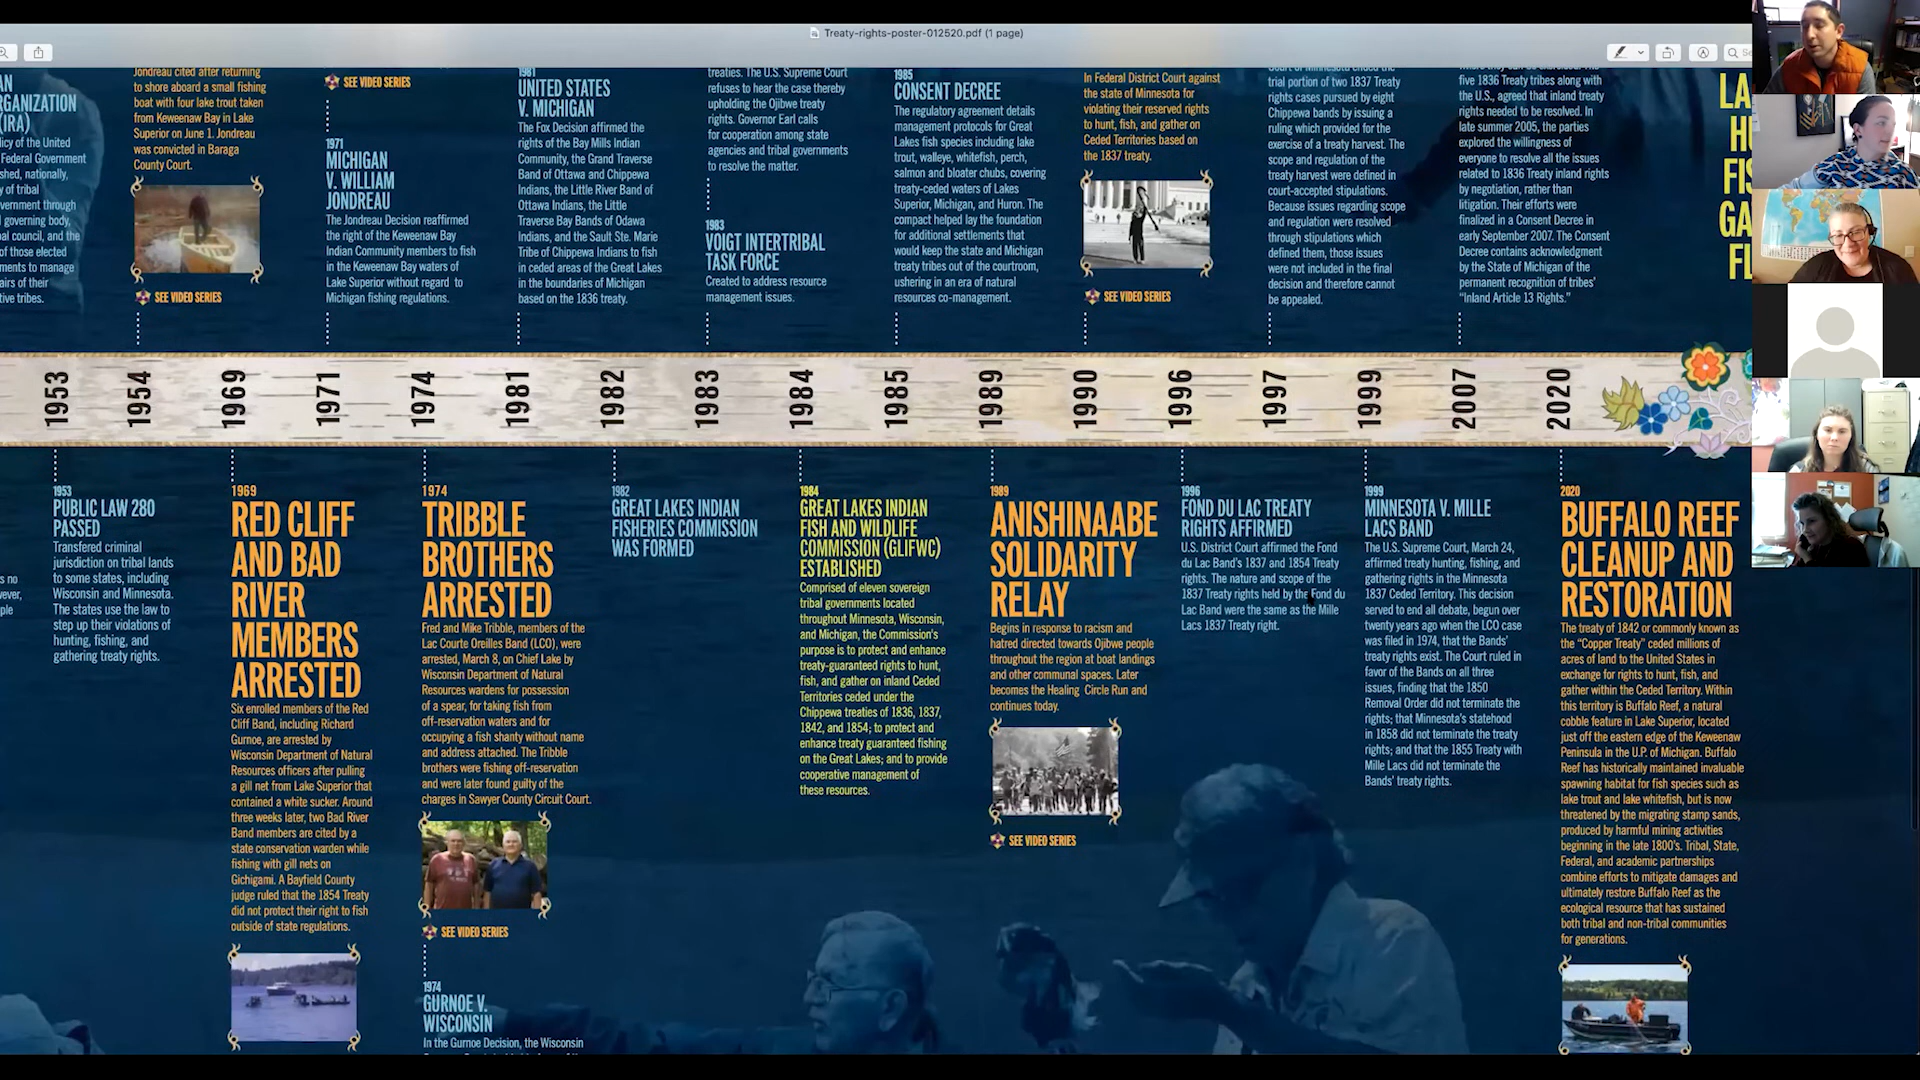 Treaty-rights-poster-012520.pdf (1 page)
AN
RGANIZATION
(IRA)
licy of the United
Federal Government
shed, nationally,
y of tribal
vernment through
governing body,
al council, and the
of those elected
ments to manage
airs of their
tive tribes.
Jondreau cited after returning
to shore aboard a small fishing
boat with four lake trout taken
from Keweenaw Bay in Lake
Superior on June 1. Jondreau
was convicted in Baraga
County Court.
SEE VIDEO SERIES
SEE VIDEO SERIES
1971
MICHIGAN
V. WILLIAM
JONDREAU
The Jondreau Decision reaffirmed
the right of the Keweenaw Bay
Indian Community members to fish
in the Keweenaw Bay waters of
Lake Superior without regard to
Michigan fishing regulations.
1981
UNITED STATES
V. MICHIGAN
The Fox Decision affirmed the
rights of the Bay Mills Indian
Community, the Grand Traverse
Band of Ottawa and Chippewa
Indians, the Little River Band of
Ottawa Indians, the Little
Traverse Bay Bands of Odawa
Indians, and the Sault Ste. Marie
Tribe of Chippewa Indians to fish
in ceded areas of the Great Lakes
in the boundaries of Michigan
based on the 1836 treaty.
treaties. The U.S. Supreme Court
refuses to hear the case thereby
upholding the Ojibwe treaty
rights. Governor Earl calls
for cooperation among state
agencies and tribal governments
to resolve the matter.
1983
VOIGT INTERTRIBAL
TASK FORCE
Created to address resource
management issues.
1985
CONSENT DECREE
The regulatory agreement details
management protocols for Great
Lakes fish species including lake
trout, walleye, whitefish, perch,
salmon and bloater chubs, covering
treaty-ceded waters of Lakes
Superior, Michigan, and Huron. The
compact helped lay the foundation
for additional settlements that
would keep the state and Michigan
treaty tribes out of the courtroom,
ushering in an era of natural
resources co-management.
In Federal District Court against
the state of Minnesota for
violating their reserved rights
to hunt, fish, and gather on
Ceded Territories based on
the 1837 treaty.
SEE VIDEO SERIES
Court of Minnesota ended the
trial portion of two 1837 Treaty
rights cases pursued by eight
Chippewa bands by issuing a
ruling which provided for the
exercise of a treaty harvest. The
scope and regulation of the
treaty harvest were defined in
court-accepted stipulations.
Because issues regarding scope
and regulation were resolved
through stipulations which
defined them, those issues
were not included in the final
decision and therefore cannot
be appealed.
five 1836 Treaty tribes along with
the U.S., agreed that inland treaty
rights needed to be resolved. In
late summer 2005, the parties
explored the willingness of
everyone to resolve all the issues
related to 1836 Treaty inland rights
by negotiation, rather than
litigation. Their efforts were
finalized in a Consent Decree in
early September 2007. The Consent
Decree contains acknowledgment
by the State of Michigan of the
permanent recognition of tribes'
"Inland Article 13 Rights."
LA
HU
FIS
GA
FL
1953 1954 1969 1971 1974 1981 1982 1983 1984 1985 1989 1990 1996 1997 1999 2007 2020
s no
vever,
ple
1953
PUBLIC LAW 280
PASSED
Transfered criminal
jurisdiction on tribal lands
to some states, including
Wisconsin and Minnesota.
The states use the law to
step up their violations of
hunting, fishing, and
gathering treaty rights.
1969
RED CLIFF
AND BAD
RIVER
MEMBERS
ARRESTED
Six enrolled members of the Red
Cliff Band, including Richard
Gurnoe, are arrested by
Wisconsin Department of Natural
Resources officers after pulling
a gill net from Lake Superior that
contained a white sucker. Around
three weeks later, two Bad River
Band members are cited by a
state conservation warden while
fishing with gill nets on
Gichigami. A Bayfield County
judge ruled that the 1854 Treaty
did not protect their right to fish
outside of state regulations.
1974
TRIBBLE
BROTHERS
ARRESTED
Fred and Mike Tribble, members of the
Lac Courte Oreilles Band (LCO), were
arrested, March 8, on Chief Lake by
Wisconsin Department of Natural
Resources wardens for possession
of a spear, for taking fish from
off-reservation waters and for
occupying a fish shanty without name
and address attached. The Tribble
brothers were fishing off-reservation
and were later found guilty of the
charges in Sawyer County Circuit Court.
SEE VIDEO SERIES
1974
GURNOE V.
WISCONSIN
In the Gurnoe Decision, the Wisconsin
1982
GREAT LAKES INDIAN
FISHERIES COMMISSION
WAS FORMED
1984
GREAT LAKES INDIAN
FISH AND WILDLIFE
COMMISSION (GLIFWC)
ESTABLISHED
Comprised of eleven sovereign
tribal governments located
throughout Minnesota, Wisconsin,
and Michigan, the Commission's
purpose is to protect and enhance
treaty-guaranteed rights to hunt,
fish, and gather on inland Ceded
Territories ceded under the
Chippewa treaties of 1836, 1837,
1842, and 1854; to protect and
enhance treaty guaranteed fishing
on the Great Lakes; and to provide
cooperative management of
these resources.
1989
ANISHINAABE
SOLIDARITY
RELAY
Begins in response to racism and
hatred directed towards Ojibwe people
throughout the region at boat landings
and other communal spaces. Later
becomes the Healing Circle Run and
continues today.
SEE VIDEO SERIES
1996
FOND DU LAC TREATY
RIGHTS AFFIRMED
U.S. District Court affirmed the Fond
du Lac Band's 1837 and 1854 Treaty
rights. The nature and scope of the
1837 Treaty rights held by the Fond du
Lac Band were the same as the Mille
Lacs 1837 Treaty right.
1999
MINNESOTA V. MILLE
LACS BAND
The U.S. Supreme Court, March 24,
affirmed treaty hunting, fishing, and
gathering rights in the Minnesota
1837 Ceded Territory. This decision
served to end all debate, begun over
twenty years ago when the LCO case
was filed in 1974, that the Bands'
treaty rights exist. The Court ruled in
favor of the Bands on all three
issues, finding that the 1850
Removal Order did not terminate the
rights; that Minnesota's statehood
in 1858 did not terminate the treaty
rights; and that the 1855 Treaty with
Mille Lacs did not terminate the
Bands' treaty rights.
2020
BUFFALO REEF
CLEANUP AND
RESTORATION
The treaty of 1842 or commonly known as
the "Copper Treaty" ceded millions of
acres of land to the United States in
exchange for rights to hunt, fish, and
gather within the Ceded Territory. Within
this territory is Buffalo Reef, a natural
cobble feature in Lake Superior, located
just off the eastern edge of the Keweenaw
Peninsula in the U.P. of Michigan. Buffalo
Reef has historically maintained invaluable
spawning habitat for fish species such as
lake trout and lake whitefish, but is now
threatened by the migrating stamp sands,
produced by harmful mining activities
beginning in the late 1800's. Tribal, State,
Federal, and academic partnerships
combine efforts to mitigate damages and
ultimately restore Buffalo Reef as the
ecological resource that has sustained
both tribal and non-tribal communities
for generations.